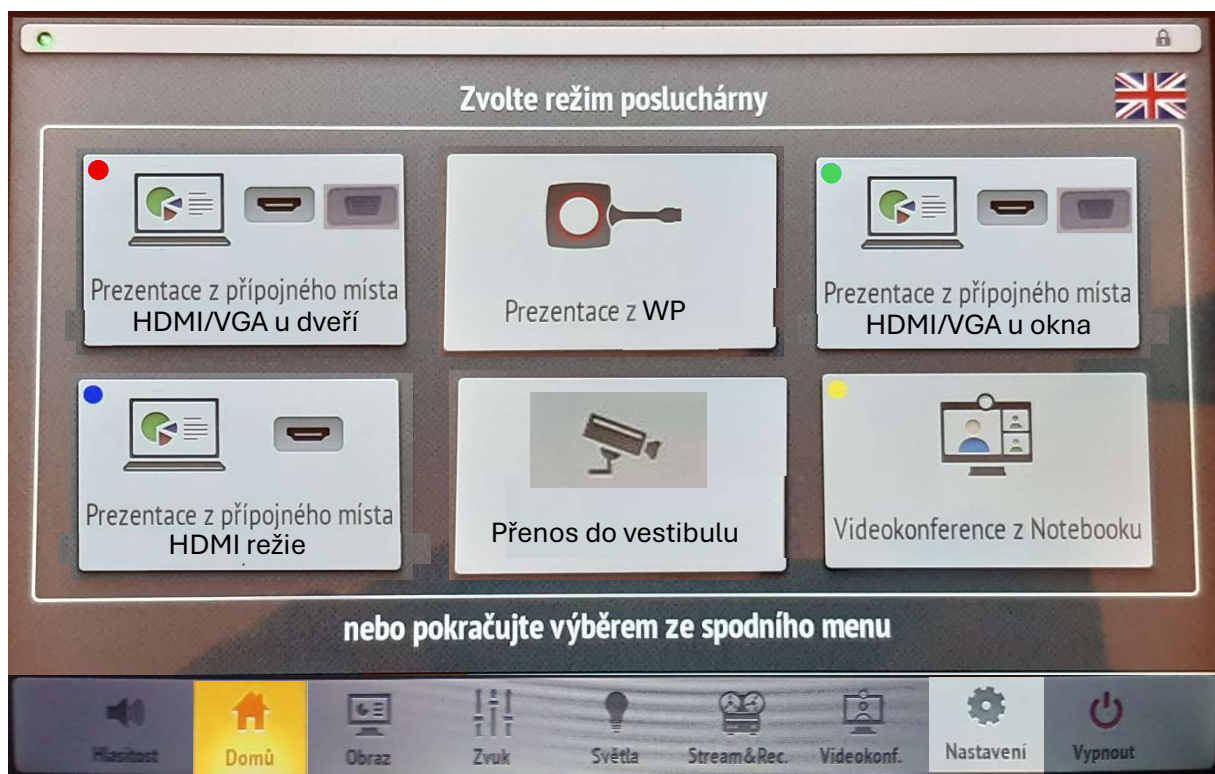 Zvolte režim posluchárny
Prezentace z přípojného místa
HDMI/VGA u dveří
Prezentace z WP
Prezentace z přípojného místa
HDMI/VGA u okna
Prezentace z přípojného místa
HDMI režie
Přenos do vestibulu
Videokonference z Notebooku
nebo pokračujte výběrem ze spodního menu
Hlasitost
Domů
Obraz
Zvuk
Světla
Stream&Rec.
Videokonf.
Nastavení
Vypnout